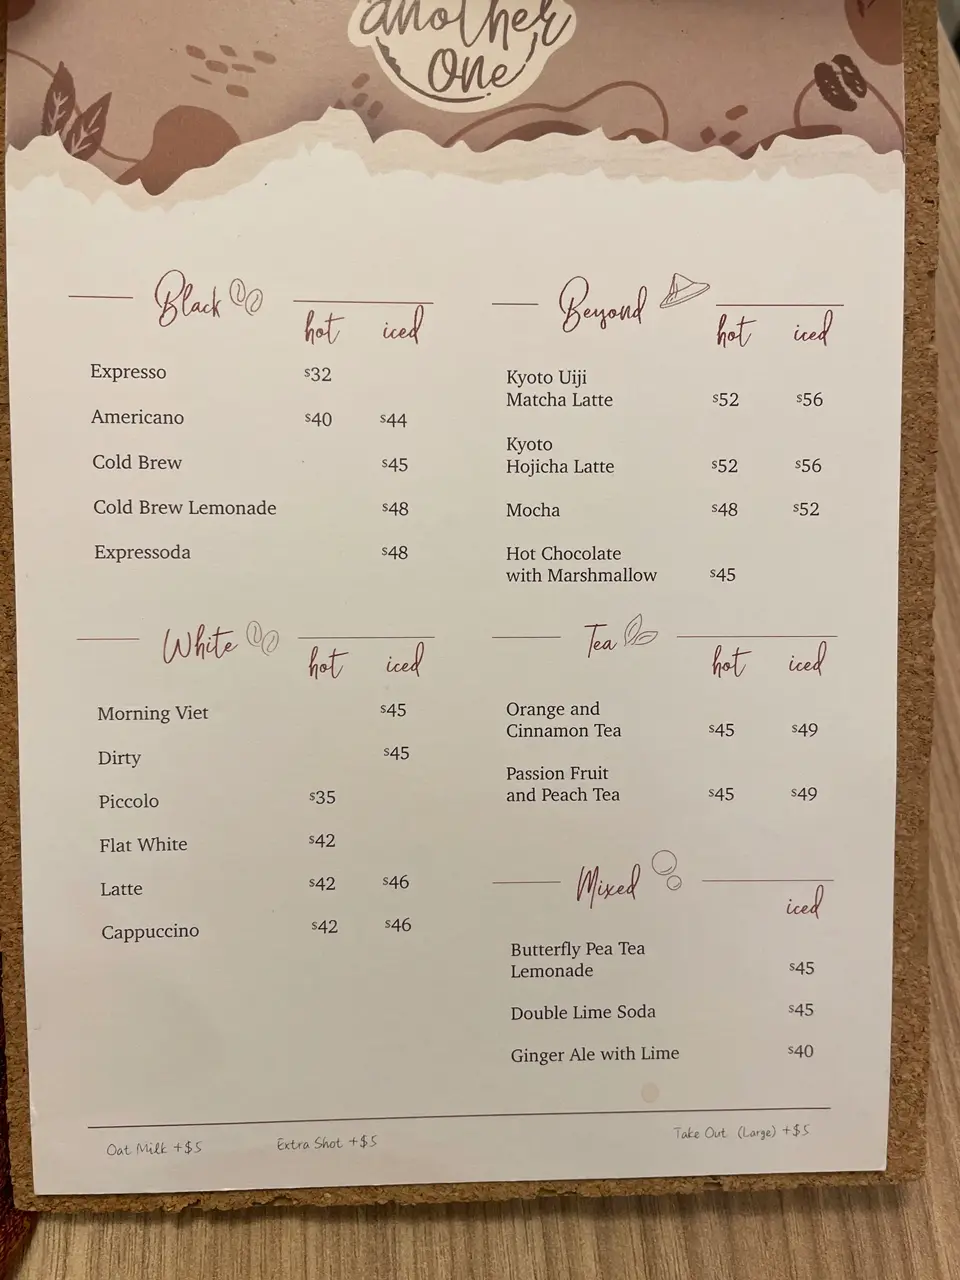 another
One
Black
hot iced
Expresso $32
Americano $40 $44
Cold Brew $45
Cold Brew Lemonade $48
Expressoda $48
White
hot iced
Morning Viet $45
Dirty $45
Piccolo $35
Flat White $42
Latte $42 $46
Cappuccino $42 $46
Beyond
hot iced
Kyoto Uiji
Matcha Latte $52 $56
Kyoto
Hojicha Latte $52 $56
Mocha $48 $52
Hot Chocolate
with Marshmallow $45
Tea
hot iced
Orange and
Cinnamon Tea $45 $49
Passion Fruit
and Peach Tea $45 $49
Mixed
iced
Butterfly Pea Tea
Lemonade $45
Double Lime Soda $45
Ginger Ale with Lime $40
Oat Milk +$5 Extra Shot +$5 Take Out (Large) +$5